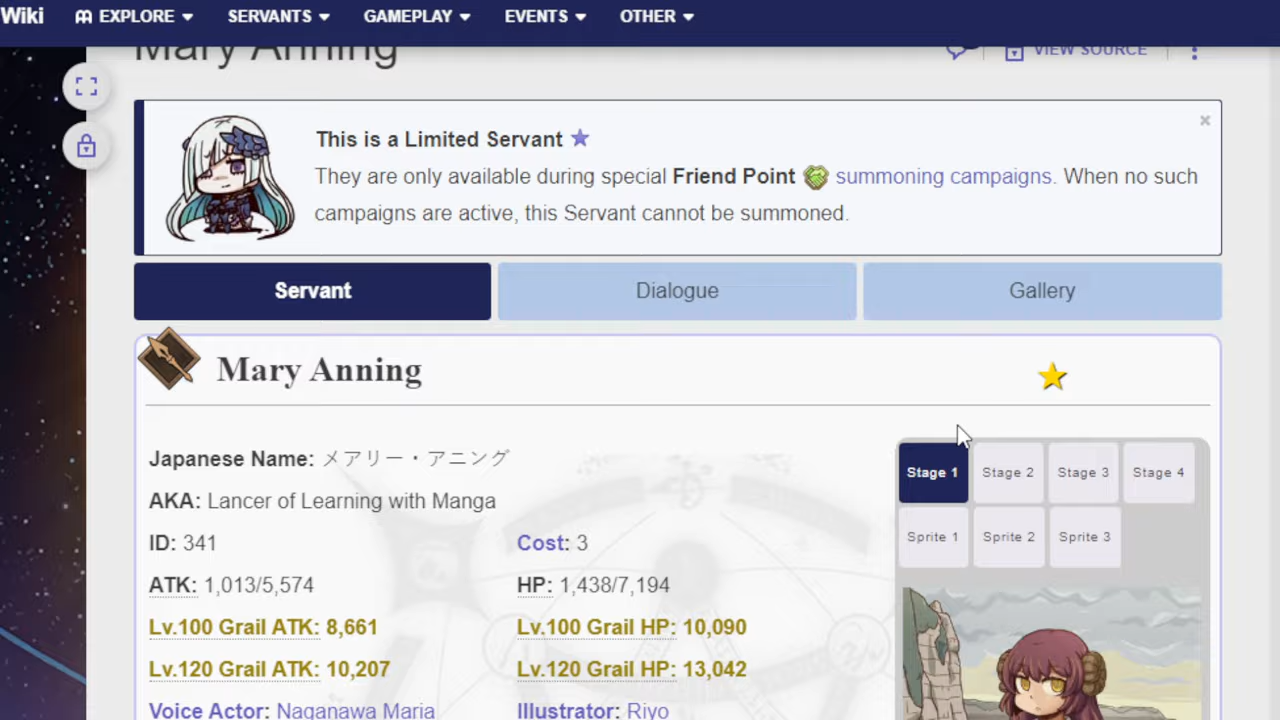 Wiki EXPLORE SERVANTS GAMEPLAY EVENTS OTHER
Mary Anning VIEW SOURCE
This is a Limited Servant
They are only available during special Friend Point summoning campaigns. When no such
campaigns are active, this Servant cannot be summoned.
Servant Dialogue Gallery
Mary Anning
Japanese Name: メアリー・アニング
AKA: Lancer of Learning with Manga
ID: 341 Cost: 3
ATK: 1,013/5,574 HP: 1,438/7,194
Lv.100 Grail ATK: 8,661 Lv.100 Grail HP: 10,090
Lv.120 Grail ATK: 10,207 Lv.120 Grail HP: 13,042
Voice Actor: Naganawa Maria Illustrator: Riyo
Stage 1 Stage 2 Stage 3 Stage 4
Sprite 1 Sprite 2 Sprite 3